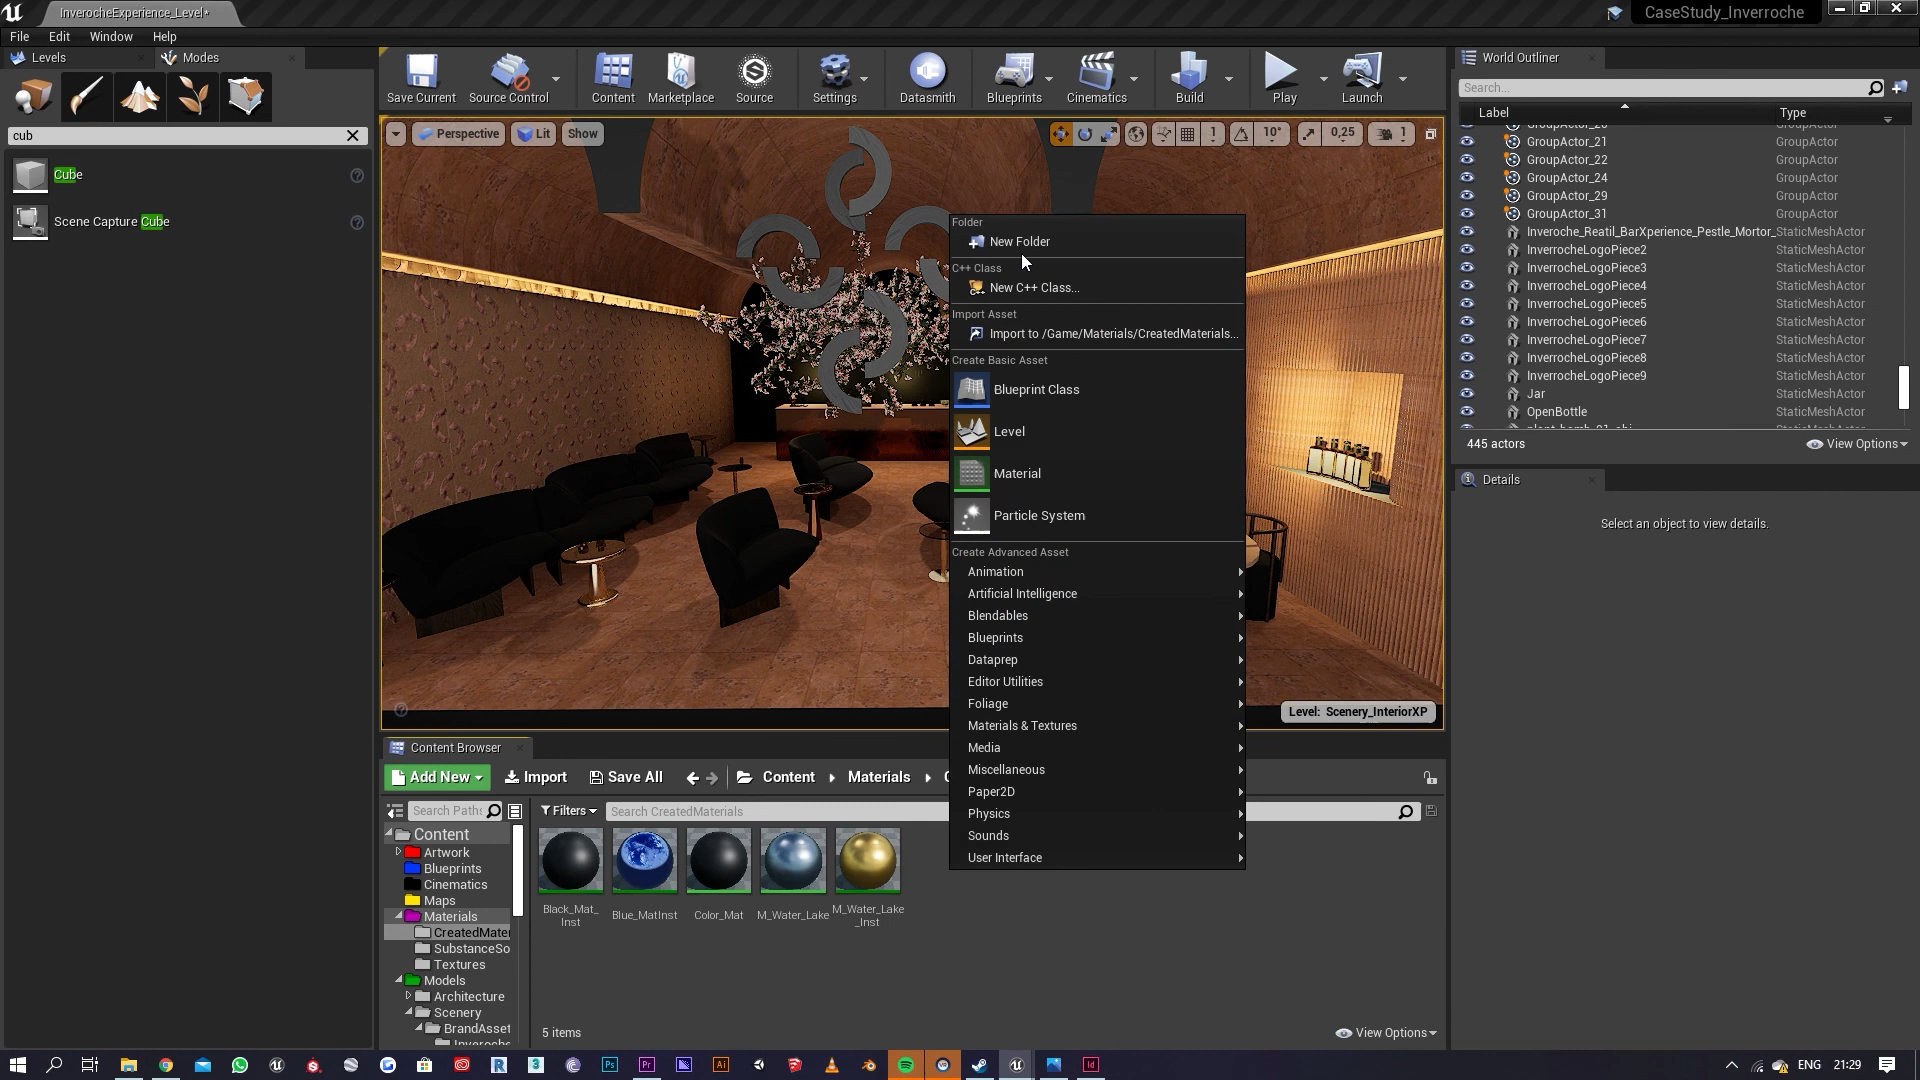 InverocheExperience_Level*
CaseStudy_Inverroche
File Edit Window Help
Levels
Modes
cub
Cube
Scene Capture Cube
Save Current
Source Control
Content
Marketplace
Source
Settings
Datasmith
Blueprints
Cinematics
Build
Play
Launch
Perspective
Lit
Show
1
10°
0,25
1
Folder
New Folder
C++ Class
New C++ Class...
Import Asset
Import to /Game/Materials/CreatedMaterials...
Create Basic Asset
Blueprint Class
Level
Material
Particle System
Create Advanced Asset
Animation
Artificial Intelligence
Blendables
Blueprints
Dataprep
Editor Utilities
Foliage
Materials & Textures
Media
Miscellaneous
Paper2D
Physics
Sounds
User Interface
Level: Scenery_InteriorXP
World Outliner
Search...
Label Type
GroupActor_21 GroupActor
GroupActor_22 GroupActor
GroupActor_24 GroupActor
GroupActor_29 GroupActor
GroupActor_31 GroupActor
Inveroche_Reatil_BarXperience_Pestle_Mortor_ StaticMeshActor
InverrocheLogoPiece2 StaticMeshActor
InverrocheLogoPiece3 StaticMeshActor
InverrocheLogoPiece4 StaticMeshActor
InverrocheLogoPiece5 StaticMeshActor
InverrocheLogoPiece6 StaticMeshActor
InverrocheLogoPiece7 StaticMeshActor
InverrocheLogoPiece8 StaticMeshActor
InverrocheLogoPiece9 StaticMeshActor
Jar StaticMeshActor
OpenBottle StaticMeshActor
445 actors
View Options
Details
Select an object to view details.
Content Browser
Add New
Import
Save All
Content
Materials
Search Paths
Filters
Search CreatedMaterials
Content
Artwork
Blueprints
Cinematics
Maps
Materials
CreatedMater
SubstanceSo
Textures
Models
Architecture
Scenery
BrandAsset
Black_Mat_
Inst
Blue_MatInst
Color_Mat
M_Water_Lake
M_Water_Lake
_Inst
5 items
View Options
ENG
21:29